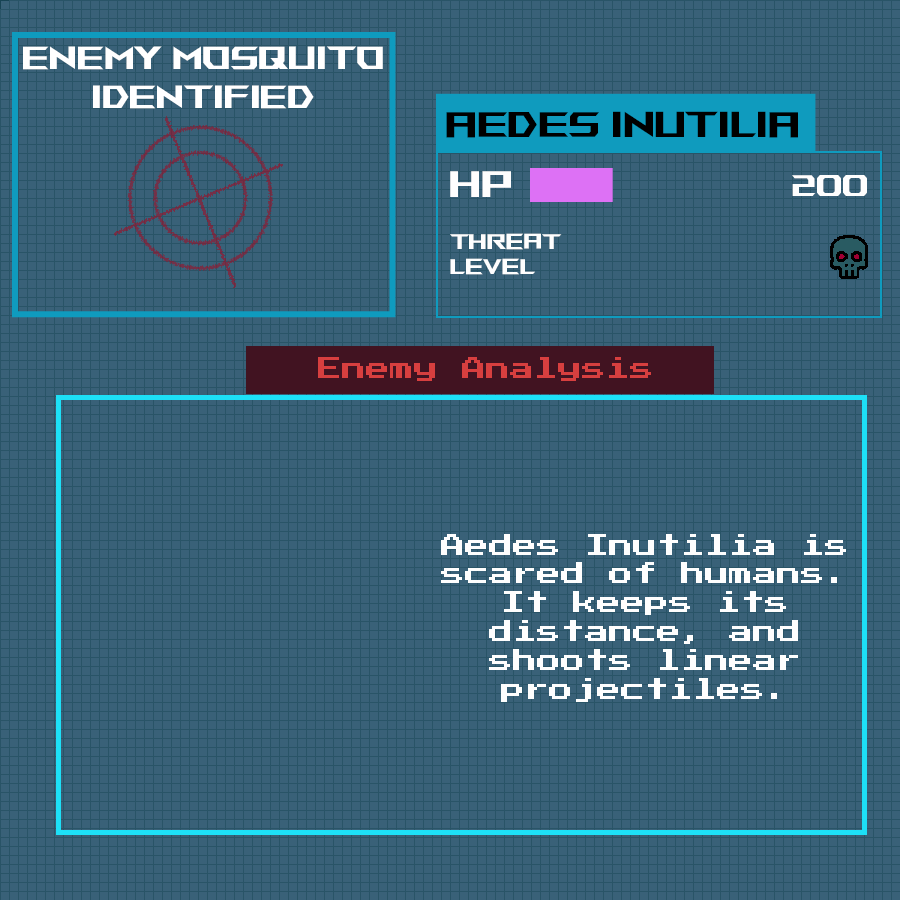 ENEMY MOSQUITO
IDENTIFIED
AEDES INUTILIA
HP 200
THREAT
LEVEL
Enemy Analysis
Aedes Inutilia is
scared of humans.
It keeps its
distance, and
shoots linear
projectiles.